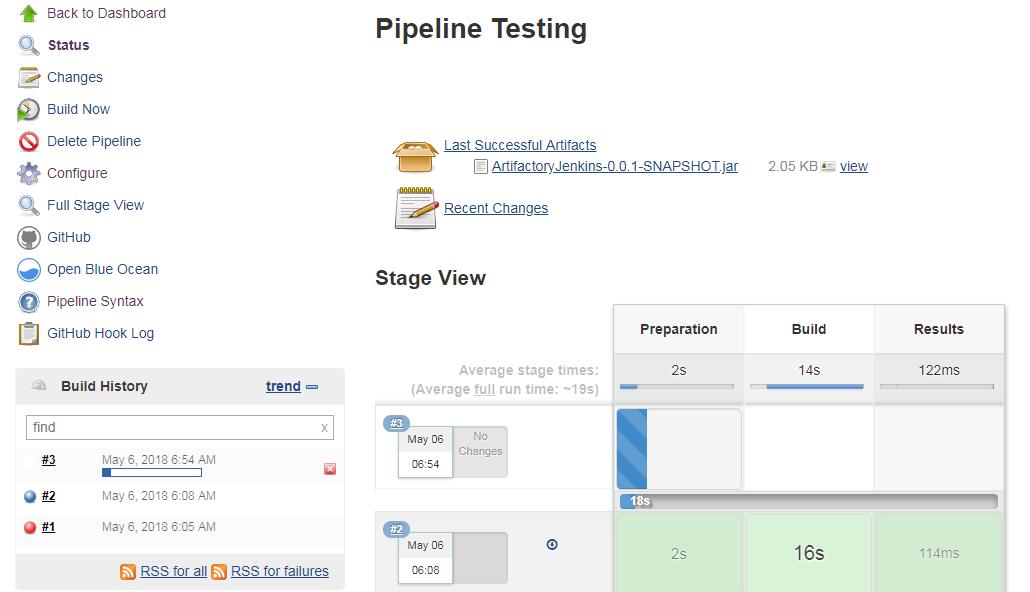 Back to Dashboard
Status
Changes
Build Now
Delete Pipeline
Configure
Full Stage View
GitHub
Open Blue Ocean
Pipeline Syntax
GitHub Hook Log
Build History trend
find x
#3 May 6, 2018 6:54 AM
#2 May 6, 2018 6:08 AM
#1 May 6, 2018 6:05 AM
RSS for all RSS for failures
Pipeline Testing
Last Successful Artifacts
ArtifactoryJenkins-0.0.1-SNAPSHOT.jar 2.05 KB view
Recent Changes
Stage View
Preparation Build Results
Average stage times: 2s 14s 122ms
(Average full run time: ~19s)
#3
May 06 No
Changes
06:54
18s
#2
May 06
06:08
2s 16s 114ms